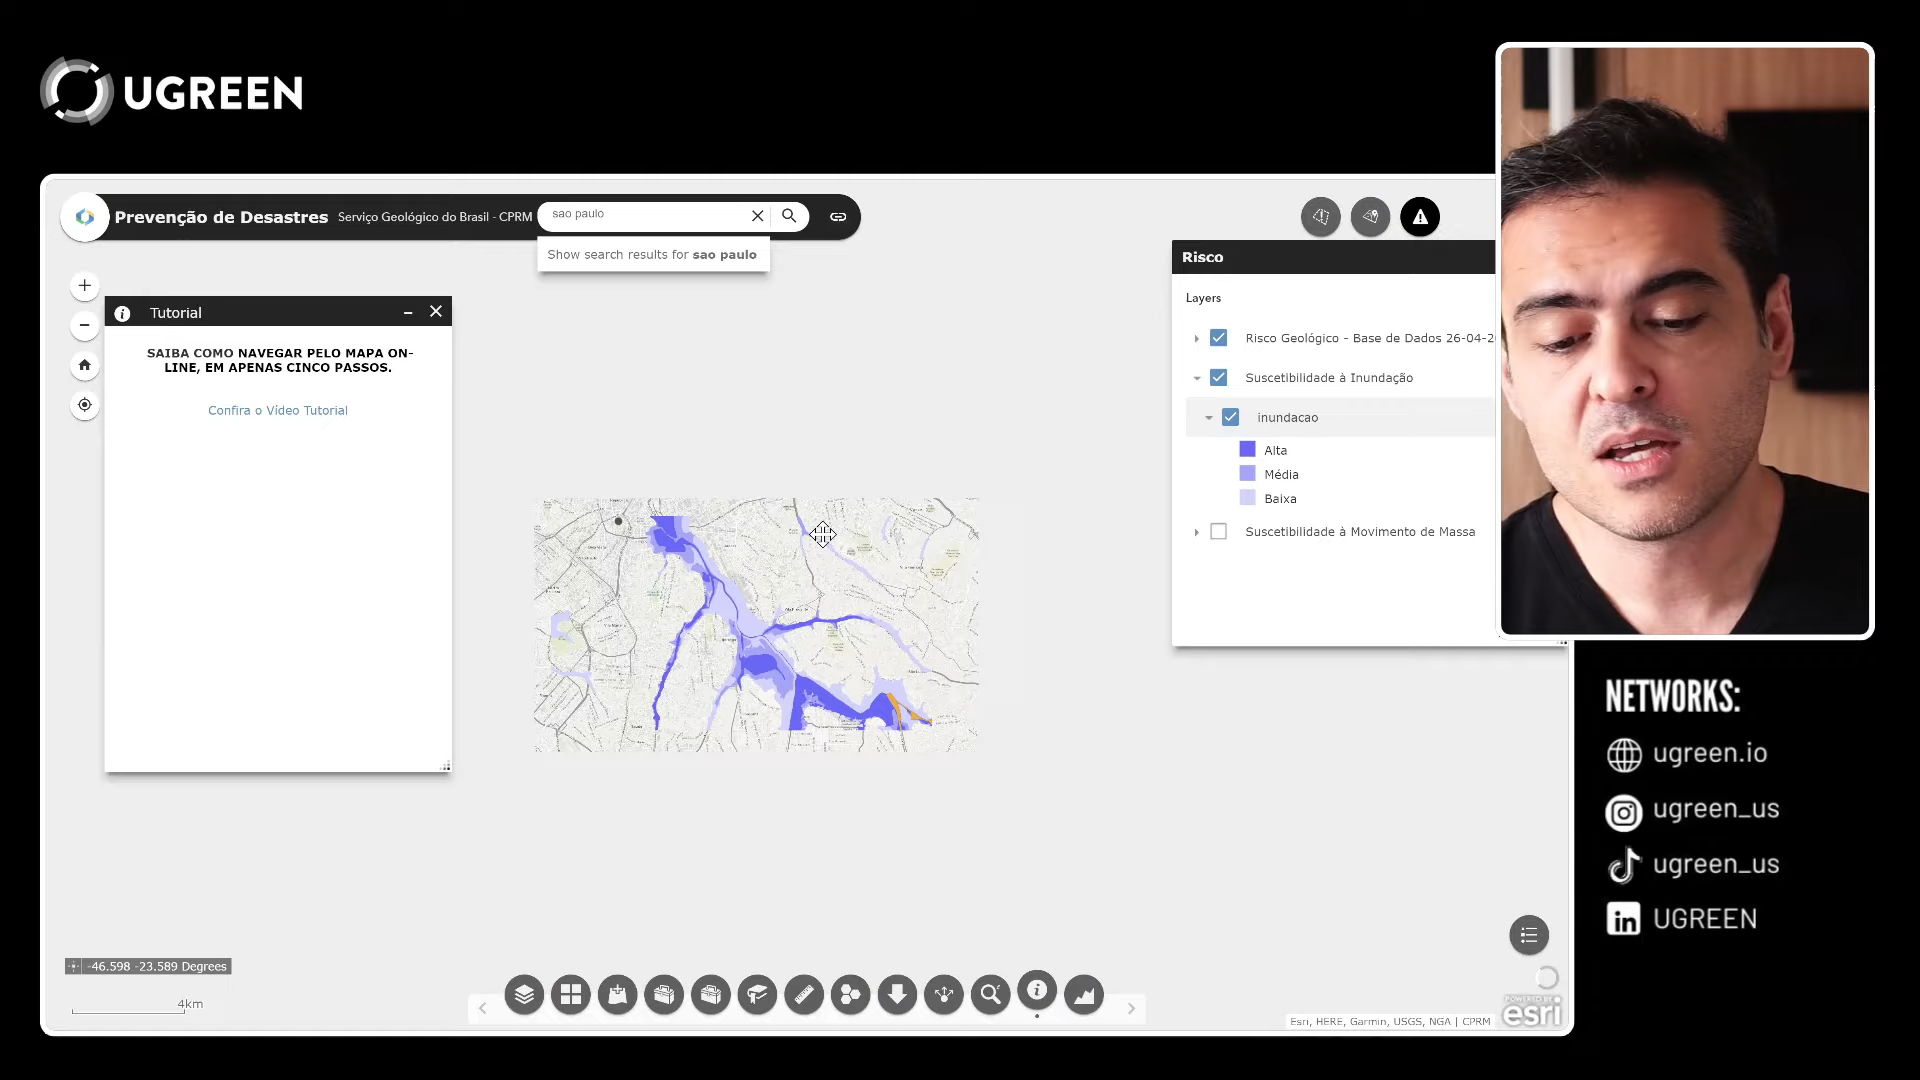 UGREEN
Prevenção de Desastres
Serviço Geológico do Brasil - CPRM
sao paulo
Show search results for sao paulo
Tutorial
SAIBA COMO NAVEGAR PELO MAPA ON-
LINE, EM APENAS CINCO PASSOS.
Confira o Vídeo Tutorial
Risco
Layers
Risco Geológico - Base de Dados 26-04-2
Suscetibilidade à Inundação
inundacao
Alta
Média
Baixa
Suscetibilidade à Movimento de Massa
-46.598 -23.589 Degrees
4km
Esri, HERE, Garmin, USGS, NGA | CPRM
POWERED BY
esri
NETWORKS:
ugreen.io
ugreen_us
ugreen_us
in UGREEN